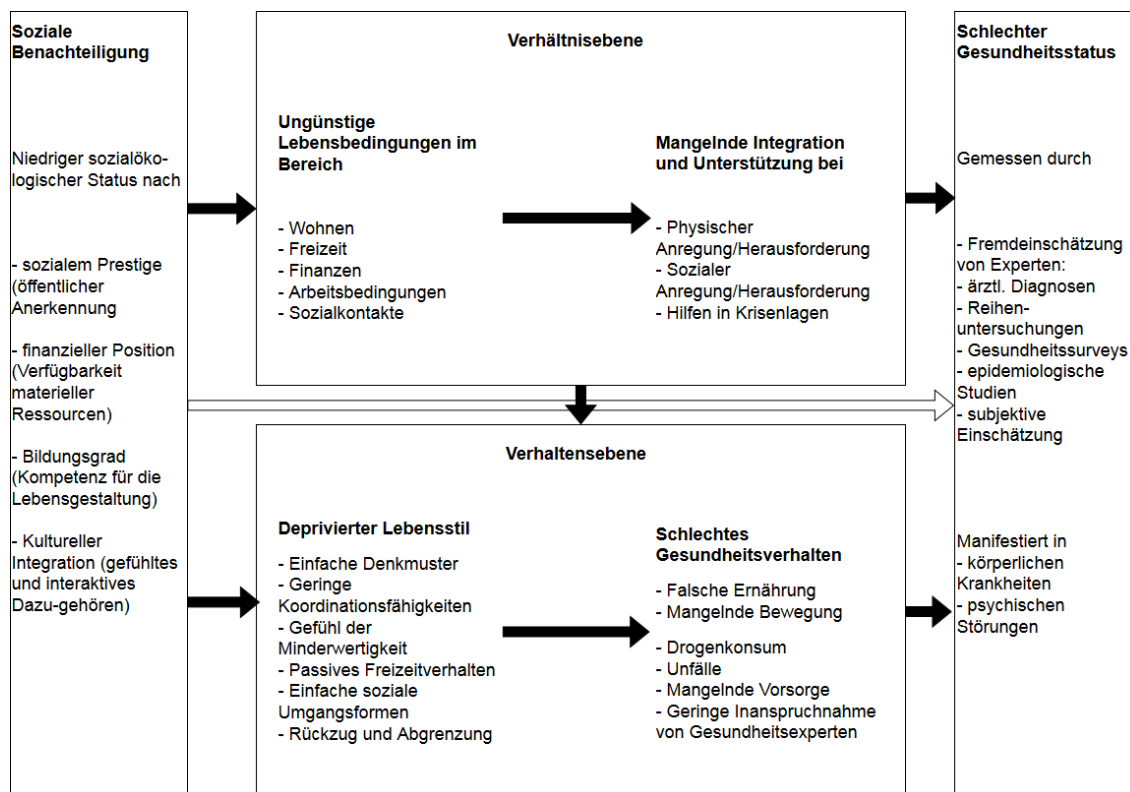 Soziale
Benachteiligung
Niedriger sozialöko-
logischer Status nach
- sozialem Prestige
(öffentlicher
Anerkennung
- finanzieller Position
(Verfügbarkeit
materieller
Ressourcen)
- Bildungsgrad
(Kompetenz für die
Lebensgestaltung)
- Kultureller
Integration (gefühltes
und interaktives
Dazu-gehören)
Verhältnisebene
Ungünstige
Lebensbedingungen im
Bereich
- Wohnen
- Freizeit
- Finanzen
- Arbeitsbedingungen
- Sozialkontakte
Mangelnde Integration
und Unterstützung bei
- Physischer
Anregung/Herausforderung
- Sozialer
Anregung/Herausforderung
- Hilfen in Krisenlagen
Verhaltensebene
Deprivierter Lebensstil
- Einfache Denkmuster
- Geringe
Koordinationsfähigkeiten
- Gefühl der
Minderwertigkeit
- Passives Freizeitverhalten
- Einfache soziale
Umgangsformen
- Rückzug und Abgrenzung
Schlechtes
Gesundheitsverhalten
- Falsche Ernährung
- Mangelnde Bewegung
- Drogenkonsum
- Unfälle
- Mangelnde Vorsorge
- Geringe Inanspruchnahme
von Gesundheitsexperten
Schlechter
Gesundheitsstatus
Gemessen durch
- Fremdeinschätzung
von Experten:
- ärztl. Diagnosen
- Reihen-
untersuchungen
- Gesundheitssurveys
- epidemiologische
Studien
- subjektive
Einschätzung
Manifestiert in
- körperlichen
Krankheiten
- psychischen
Störungen